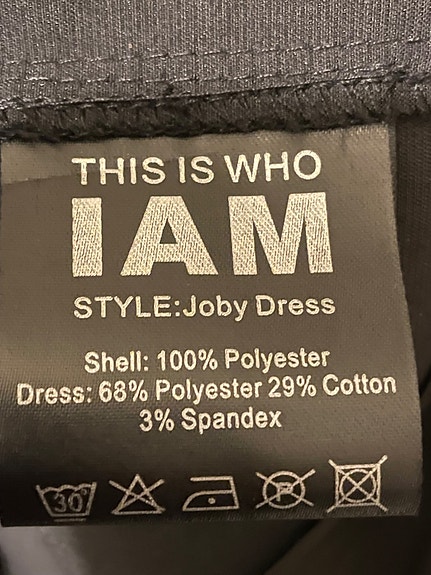 THIS IS WHO
IAM
STYLE:Joby Dress
Shell: 100% Polyester
Dress: 68% Polyester 29% Cotton
3% Spandex
30° P